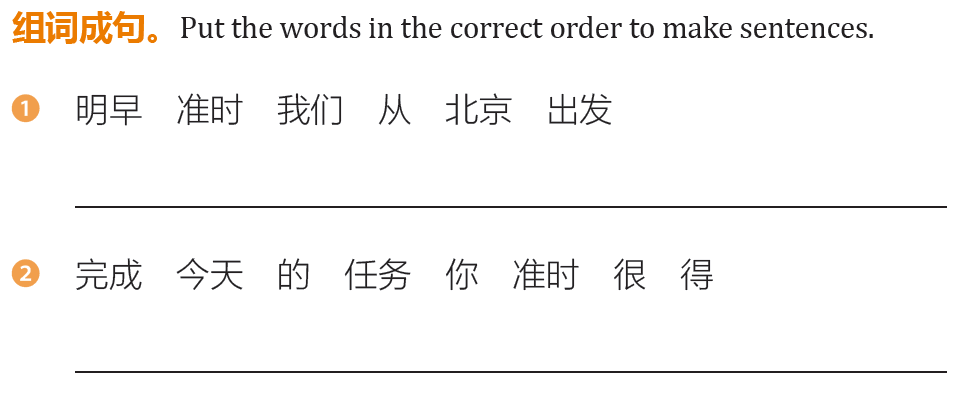 组词成句。Put the words in the correct order to make sentences.
1 明早 准时 我们 从 北京 出发
2 完成 今天 的 任务 你 准时 很 得